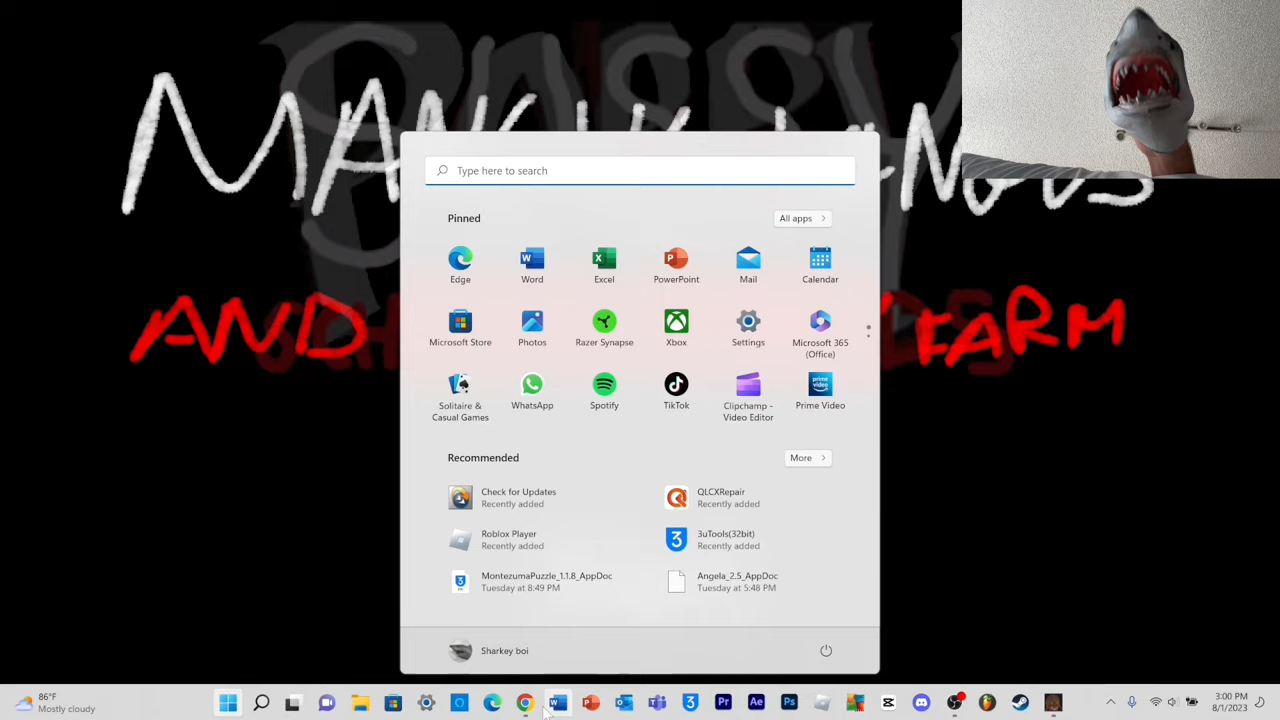 AND
FARM
Type here to search
Pinned
All apps
Edge
Word
Excel
PowerPoint
Mail
Calendar
Microsoft Store
Photos
Razer Synapse
Xbox
Settings
Microsoft 365
(Office)
Solitaire &
Casual Games
WhatsApp
Spotify
TikTok
Clipchamp -
Video Editor
Prime Video
Recommended
More
Check for Updates
Recently added
QLCXRepair
Recently added
Roblox Player
Recently added
3uTools(32bit)
Recently added
MontezumaPuzzle_1.1.8_AppDoc
Tuesday at 8:49 PM
Angela_2.5_AppDoc
Tuesday at 5:48 PM
Sharkey boi
86°F
Mostly cloudy
3:00 PM
8/1/2023